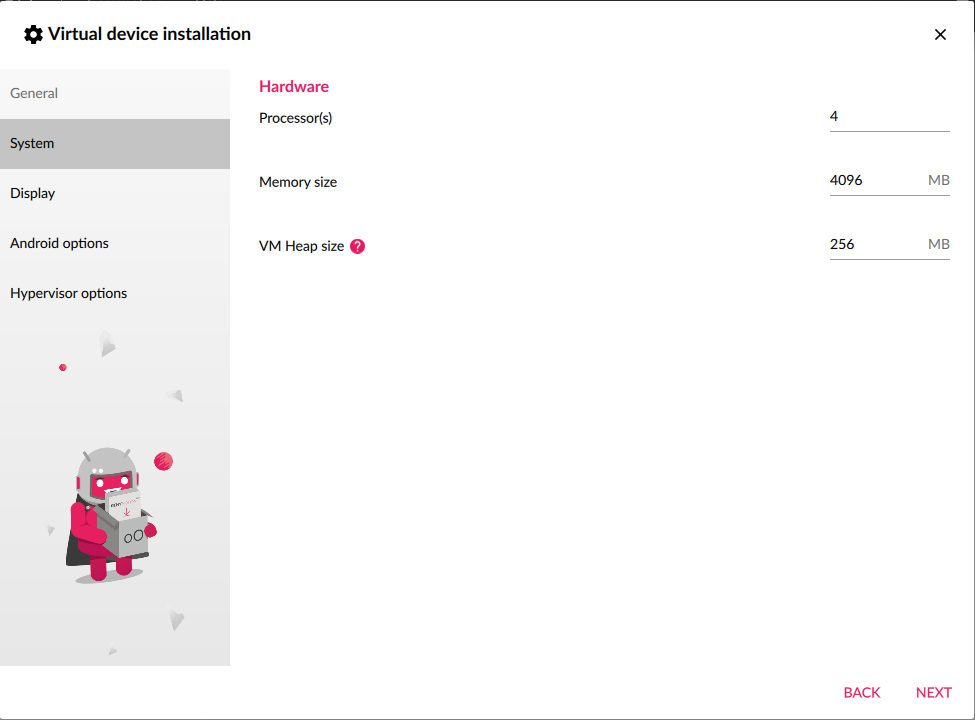 Virtual device installation
General
System
Display
Android options
Hypervisor options
Hardware
Processor(s)
4
Memory size
4096 MB
VM Heap size ?
256 MB
BACK NEXT